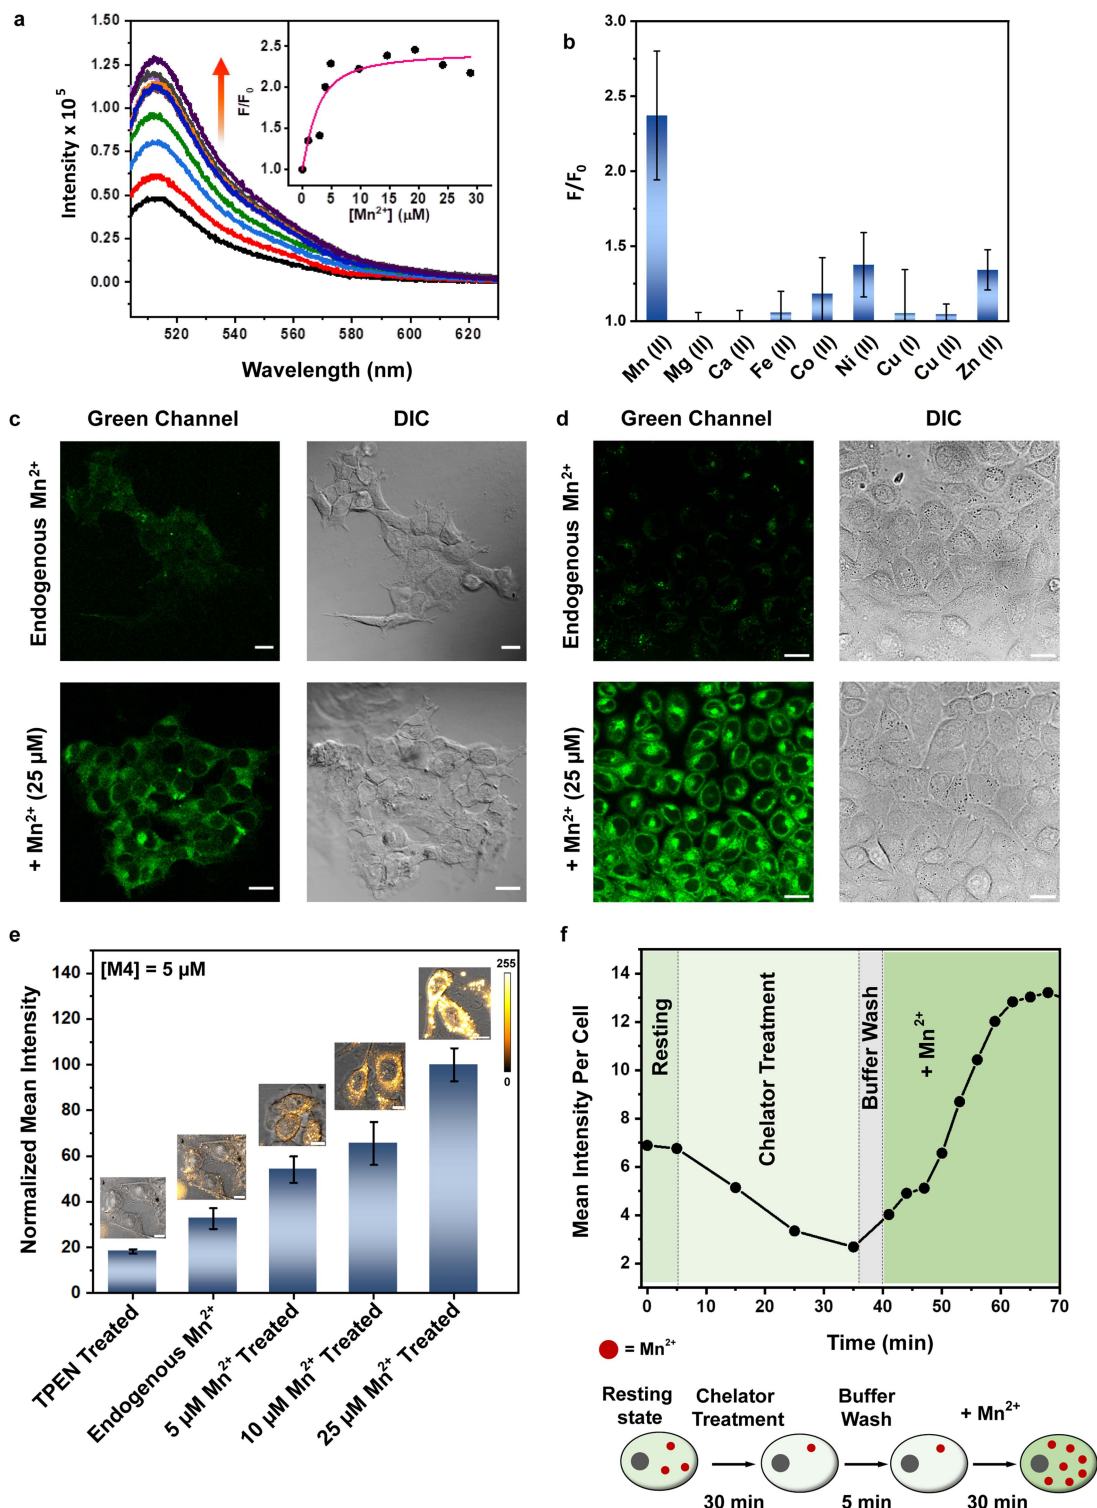 a
1.50
1.25
1.00
0.75
0.50
0.25
0.00
Intensity x 10⁵
520 540 560 580 600 620
Wavelength (nm)
2.5
2.0
1.5
1.0
F/F₀
0 5 10 15 20 25 30
[Mn²⁺] (μM)
b
3.0
2.5
2.0
1.5
1.0
F/F₀
Mn (II)
Mg (II)
Ca (II)
Fe (II)
Co (II)
Ni (II)
Cu (I)
Cu (II)
Zn (II)
c
Green Channel
DIC
Endogenous Mn²⁺
+ Mn²⁺ (25 μM)
d
Green Channel
DIC
Endogenous Mn²⁺
+ Mn²⁺ (25 μM)
e
[M4] = 5 μM
140
120
100
80
60
40
20
0
Normalized Mean Intensity
255
0
TPEN Treated
Endogenous Mn²⁺
5 μM Mn²⁺ Treated
10 μM Mn²⁺ Treated
25 μM Mn²⁺ Treated
f
14
12
10
8
6
4
2
Mean Intensity Per Cell
Resting
Chelator Treatment
Buffer Wash
+ Mn²⁺
0 10 20 30 40 50 60 70
Time (min)
= Mn²⁺
Resting
state
Chelator
Treatment
Buffer
Wash
+ Mn²⁺
30 min
5 min
30 min